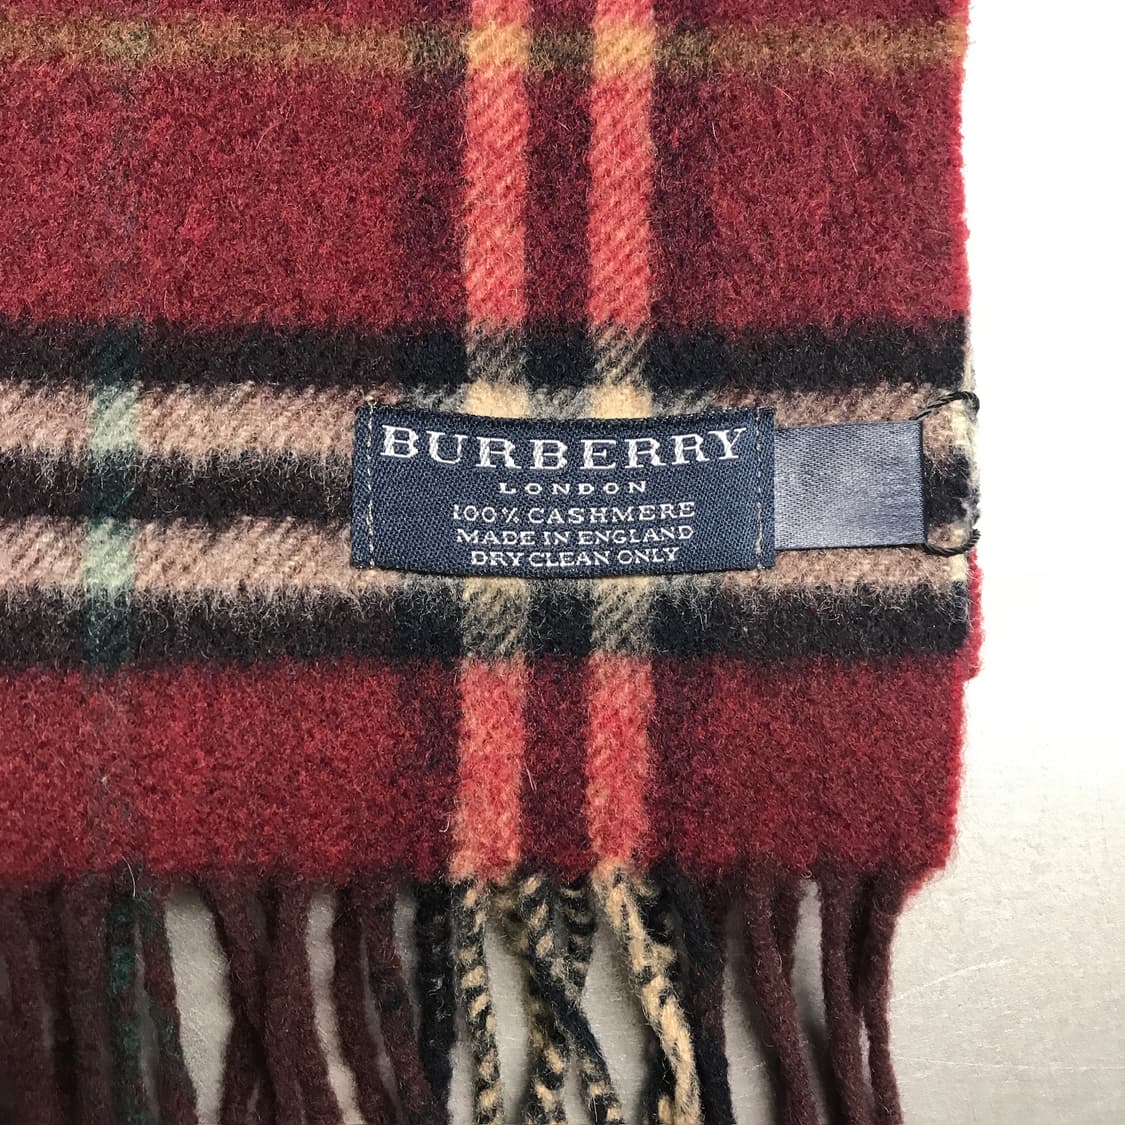 BURBERRY
LONDON
100% CASHMERE
MADE IN ENGLAND
DRY CLEAN ONLY